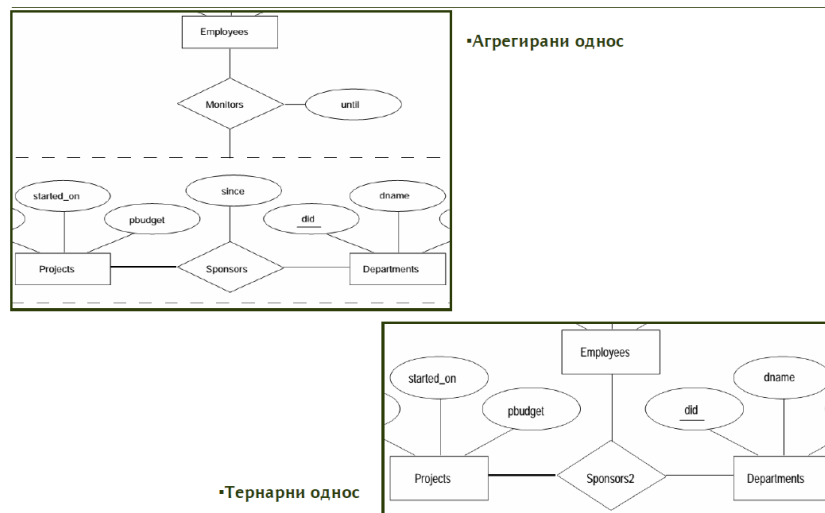 Employees
▪Агрегирани однос
Monitors
until
since
started_on
dname
pbudget
did
Projects
Sponsors
Departments
Employees
started_on
dname
pbudget
did
Projects
Sponsors2
Departments
▪Тернарни однос